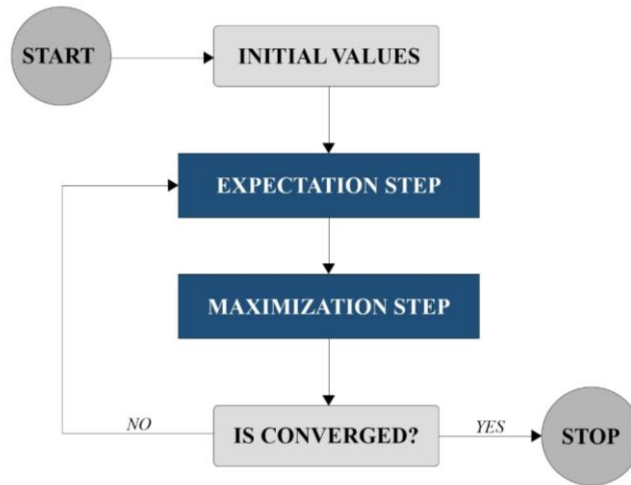 START
INITIAL VALUES
EXPECTATION STEP
MAXIMIZATION STEP
NO
IS CONVERGED?
YES
STOP